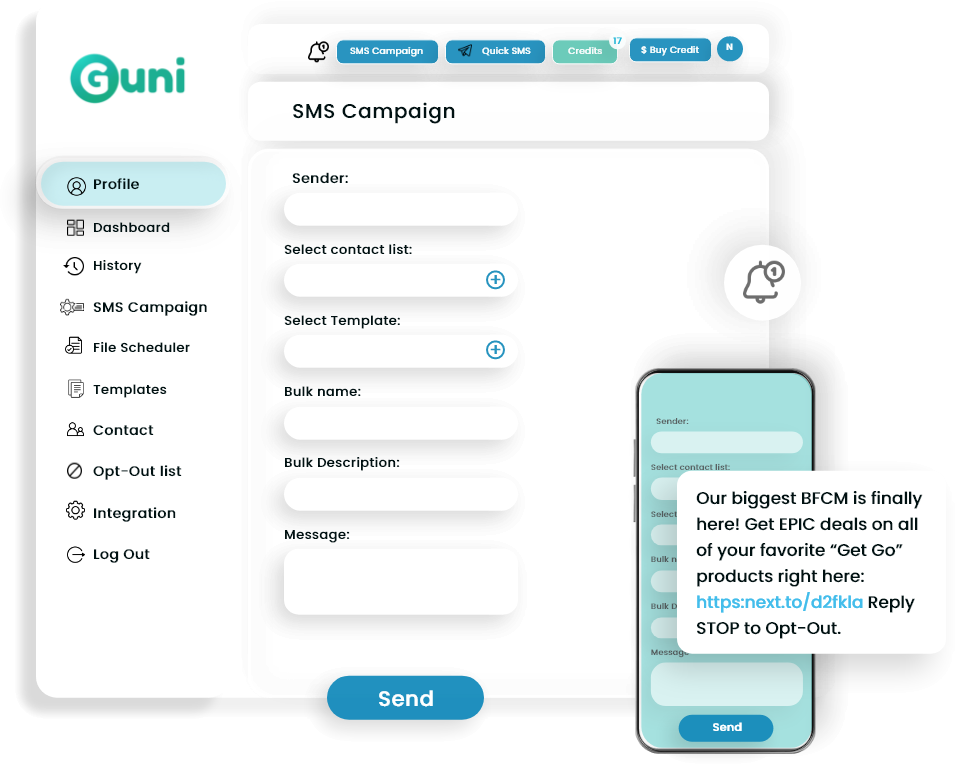 Guni
SMS Campaign
Quick SMS
Credits
17
$ Buy Credit
N
1
SMS Campaign
Profile
Dashboard
History
SMS Campaign
File Scheduler
Templates
Contact
Opt-Out list
Integration
Log Out
Sender:
Select contact list:
Select Template:
Bulk name:
Bulk Description:
Message:
Send
1
Sender:
Select contact list:
Select
Bulk n
Bulk D
Message
Send
Our biggest BFCM is finally
here! Get EPIC deals on all
of your favorite “Get Go”
products right here:
https:next.to/d2fkla Reply
STOP to Opt-Out.